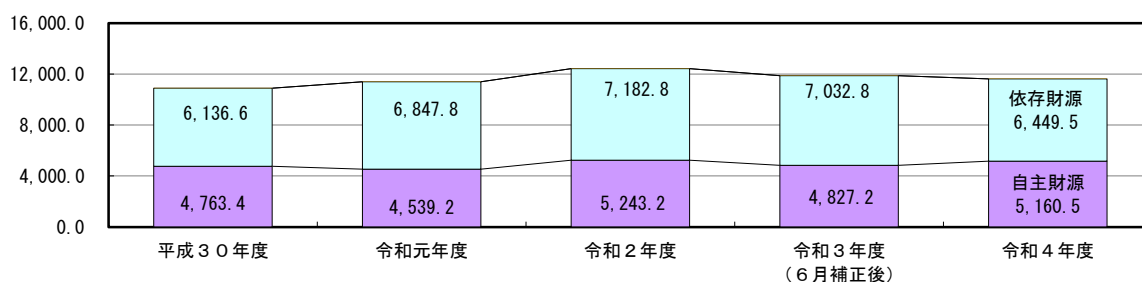 16,000.0
12,000.0
8,000.0
4,000.0
0.0
6,136.6
6,847.8
7,182.8
7,032.8
依存財源
6,449.5
4,763.4
4,539.2
5,243.2
4,827.2
自主財源
5,160.5
平成３０年度
令和元年度
令和２年度
令和３年度
（６月補正後）
令和４年度